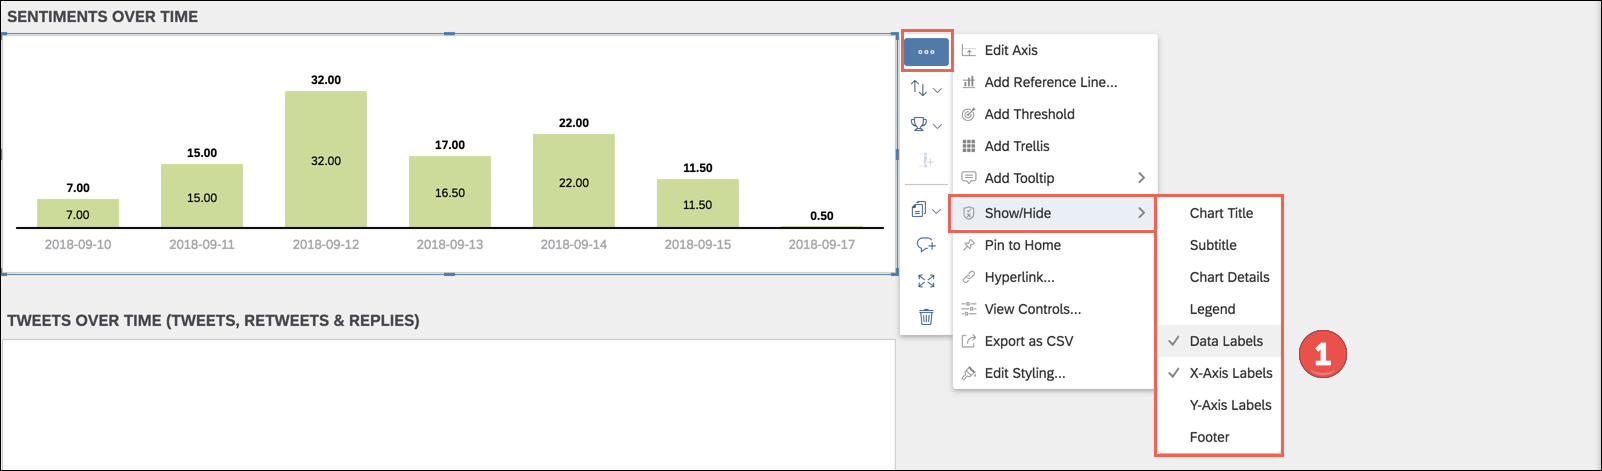 SENTIMENTS OVER TIME
32.00
22.00
17.00
15.00
11.50
7.00
0.50
32.00
22.00
16.50
15.00
11.50
7.00
2018-09-10 2018-09-11 2018-09-12 2018-09-13 2018-09-14 2018-09-15 2018-09-17
TWEETS OVER TIME (TWEETS, RETWEETS & REPLIES)
Edit Axis
Add Reference Line...
Add Threshold
Add Trellis
Add Tooltip
Show/Hide
Pin to Home
Hyperlink...
View Controls...
Export as CSV
Edit Styling...
Chart Title
Subtitle
Chart Details
Legend
Data Labels
X-Axis Labels
Y-Axis Labels
Footer
1